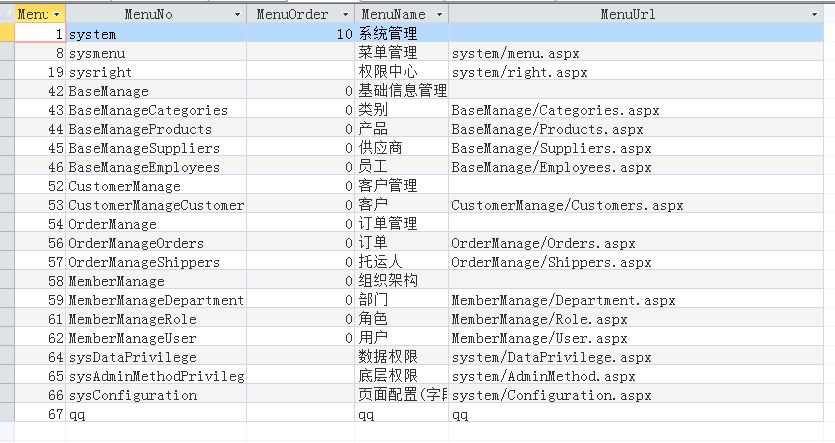 Menu MenuNo MenuOrder MenuName MenuUrl
1 system 10 系统管理
8 sysmenu 菜单管理 system/menu.aspx
19 sysright 权限中心 system/right.aspx
42 BaseManage 0 基础信息管理
43 BaseManageCategories 0 类别 BaseManage/Categories.aspx
44 BaseManageProducts 0 产品 BaseManage/Products.aspx
45 BaseManageSuppliers 0 供应商 BaseManage/Suppliers.aspx
46 BaseManageEmployees 0 员工 BaseManage/Employees.aspx
52 CustomerManage 0 客户管理
53 CustomerManageCustomer 0 客户 CustomerManage/Customers.aspx
54 OrderManage 0 订单管理
56 OrderManageOrders 0 订单 OrderManage/Orders.aspx
57 OrderManageShippers 0 托运人 OrderManage/Shippers.aspx
58 MemberManage 0 组织架构
59 MemberManageDepartment 0 部门 MemberManage/Department.aspx
61 MemberManageRole 0 角色 MemberManage/Role.aspx
62 MemberManageUser 0 用户 MemberManage/User.aspx
64 sysDataPrivilege 数据权限 system/DataPrivilege.aspx
65 sysAdminMethodPrivileg 底层权限 system/AdminMethod.aspx
66 sysConfiguration 页面配置(字 system/Configuration.aspx
67 qq qq qq